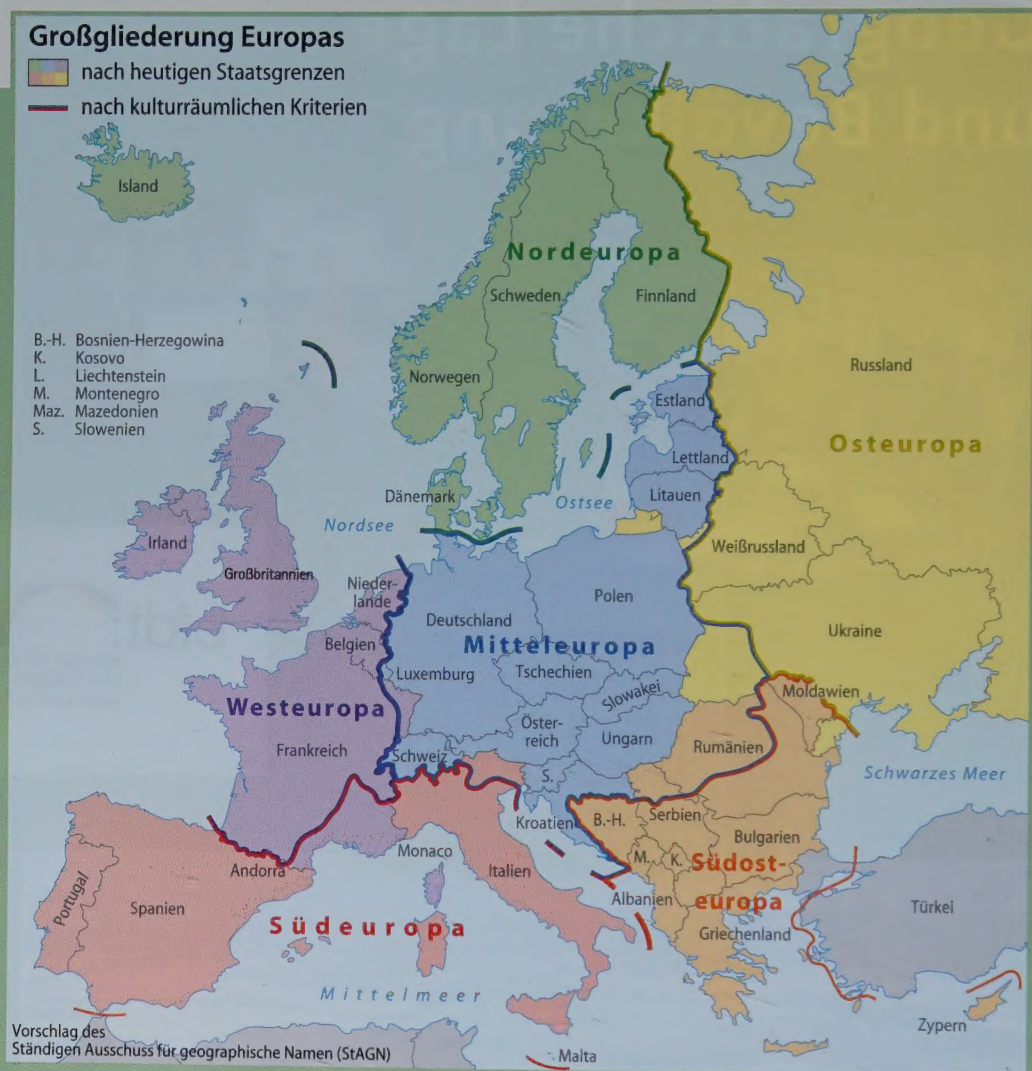 Großgliederung Europas
nach heutigen Staatsgrenzen
nach kulturräumlichen Kriterien
Island
Nordeuropa
Schweden
Finnland
B.-H. Bosnien-Herzegowina
K. Kosovo
L. Liechtenstein
M. Montenegro
Maz. Mazedonien
S. Slowenien
Norwegen
Russland
Estland
Osteuropa
Lettland
Dänemark
Litauen
Ostsee
Nordsee
Irland
Weißrussland
Großbritannien
Nieder-
lande
Polen
Deutschland
Ukraine
Belgien
Mitteleuropa
Luxemburg
Tschechien
Slowakei
Moldawien
Westeuropa
Öster-
reich
Ungarn
Rumänien
Frankreich
Schweiz
Schwarzes Meer
S.
Kroatien
B.-H.
Serbien
Bulgarien
Monaco
M.
K.
Südost-
europa
Andorra
Italien
Albanien
Portugal
Spanien
Türkei
Südeuropa
Griechenland
Mittelmeer
Zypern
Vorschlag des
Ständigen Ausschuss für geographische Namen (StAGN)
Malta